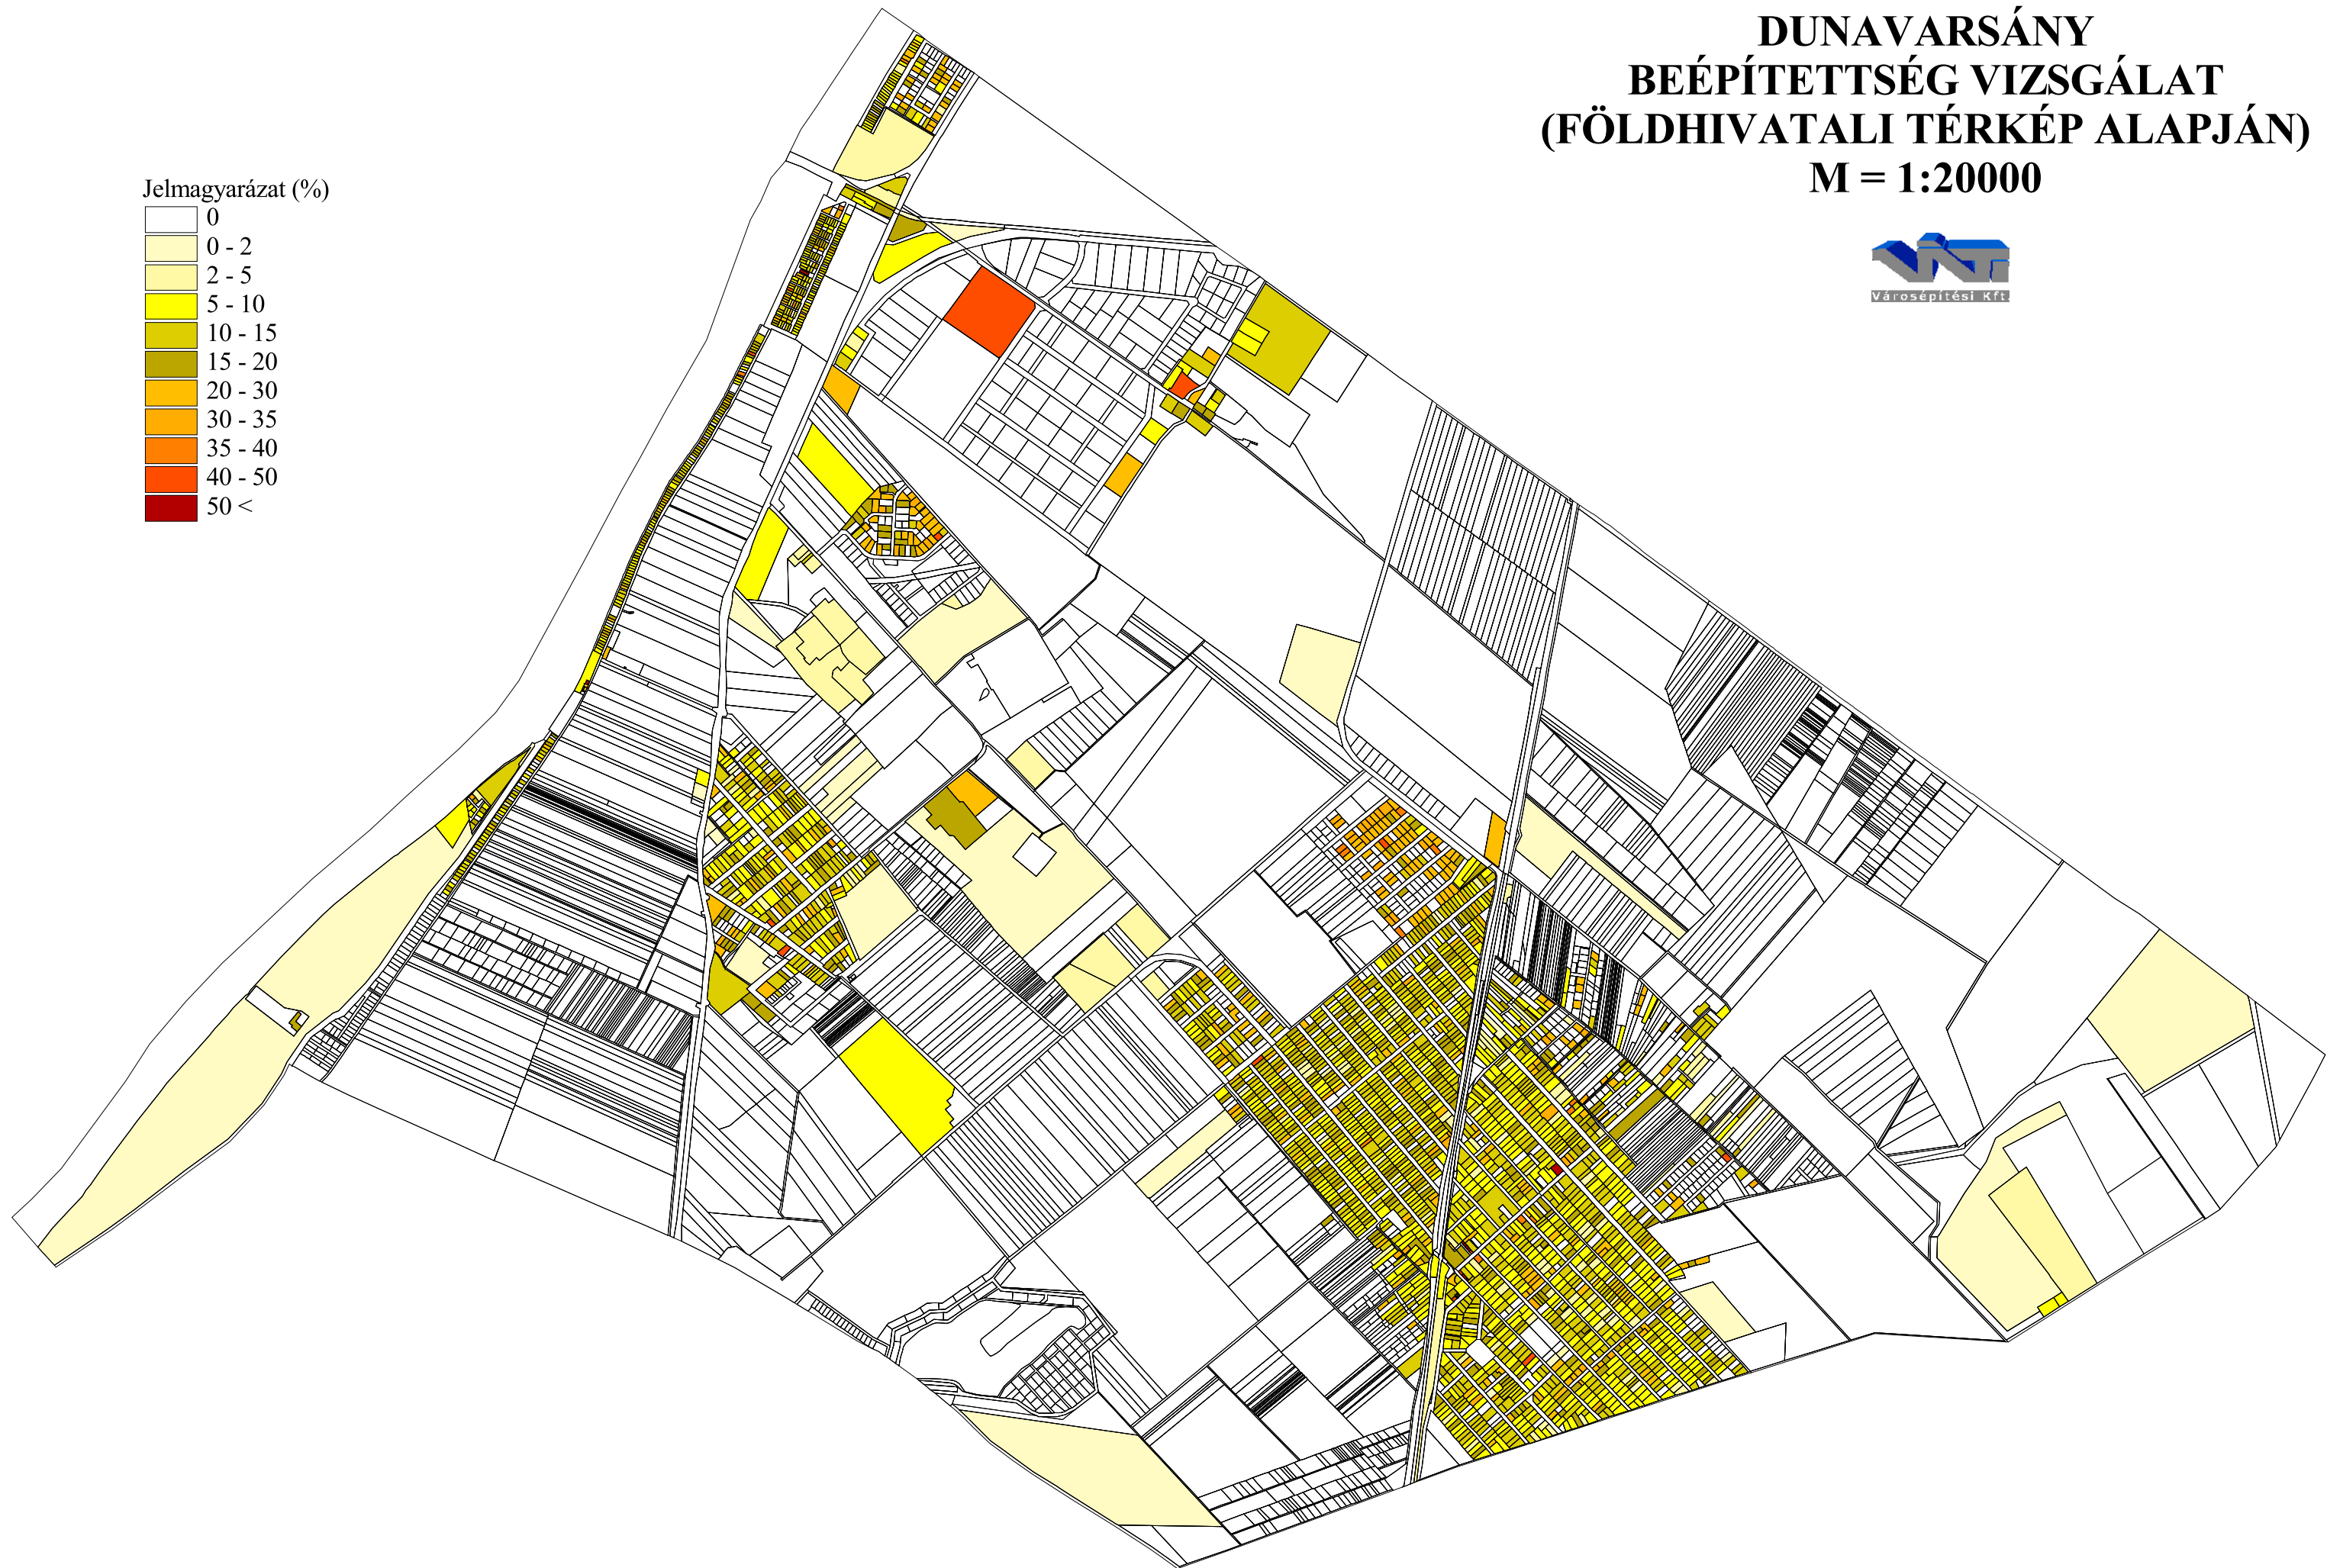 DUNAVARSÁNY
BEÉPÍTETTSÉG VIZSGÁLAT
(FÖLDHIVATALI TÉRKÉP ALAPJÁN)
M = 1:20000
Városépítési Kft.
Jelmagyarázat (%)
0
0 - 2
2 - 5
5 - 10
10 - 15
15 - 20
20 - 30
30 - 35
35 - 40
40 - 50
50 <